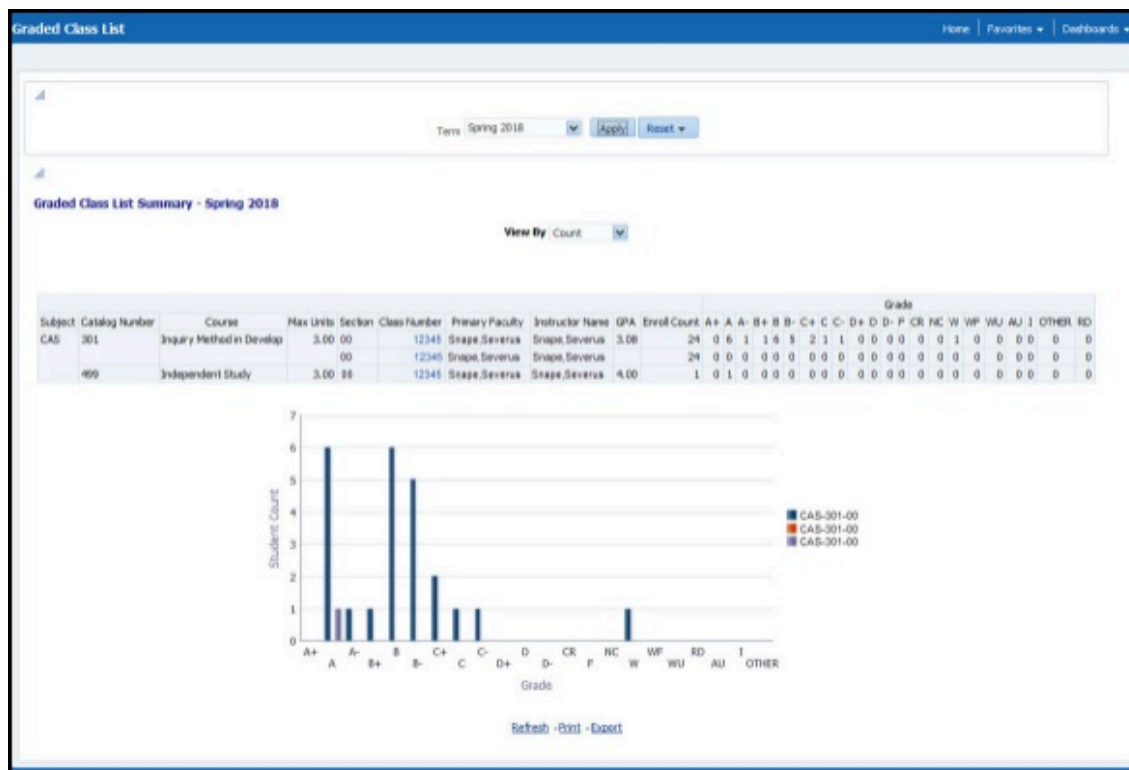 Graded Class List Home Favorites Dashboards
Term Spring 2018 Apply Reset
Graded Class List Summary - Spring 2018
View By Count
Grade
Subject Catalog Number Course Max Units Section Class Number Primary Faculty Instructor Name GPA Enroll Count A+ A A- B+ B B- C+ C C- D+ D D- F CR NC W WF WU AU I OTHER RD
CAS 301 Inquiry Method in Develop 3.00 00 12345 Snape,Severus Snape,Severus 3.08 24 0 6 1 1 6 5 2 1 1 0 0 0 0 0 0 1 0 0 0 0 0 0
00 12345 Snape,Severus Snape,Severus 24 0 0 0 0 0 0 0 0 0 0 0 0 0 0 0 0 0 0 0 0 0 0
499 Independent Study 3.00 00 12345 Snape,Severus Snape,Severus 4.00 1 0 1 0 0 0 0 0 0 0 0 0 0 0 0 0 0 0 0 0 0 0 0
7
6
5
4
3
2
1
0
Student Count
CAS-301-00
CAS-301-00
CAS-301-00
A+ A- B C+ C- D CR NC WF RD I
A B+ B- C D+ D- F W WU AU OTHER
Grade
Refresh - Print - Export